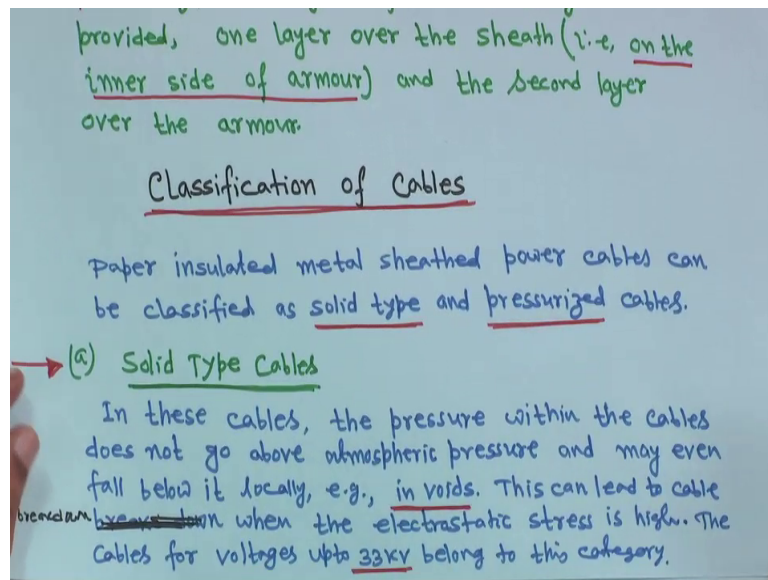 provided, one layer over the sheath (i.e, on the
inner side of armour) and the second layer
over the armour.
Classification of Cables
Paper insulated metal sheathed power cables can
be classified as solid type and pressurized cables.
(a) Solid Type Cables
In these cables, the pressure within the cables
does not go above atmospheric pressure and may even
fall below it locally, e.g., in voids. This can lead to cable
breakdown when the electrostatic stress is high. The
Cables for voltages upto 33KV belong to this category.